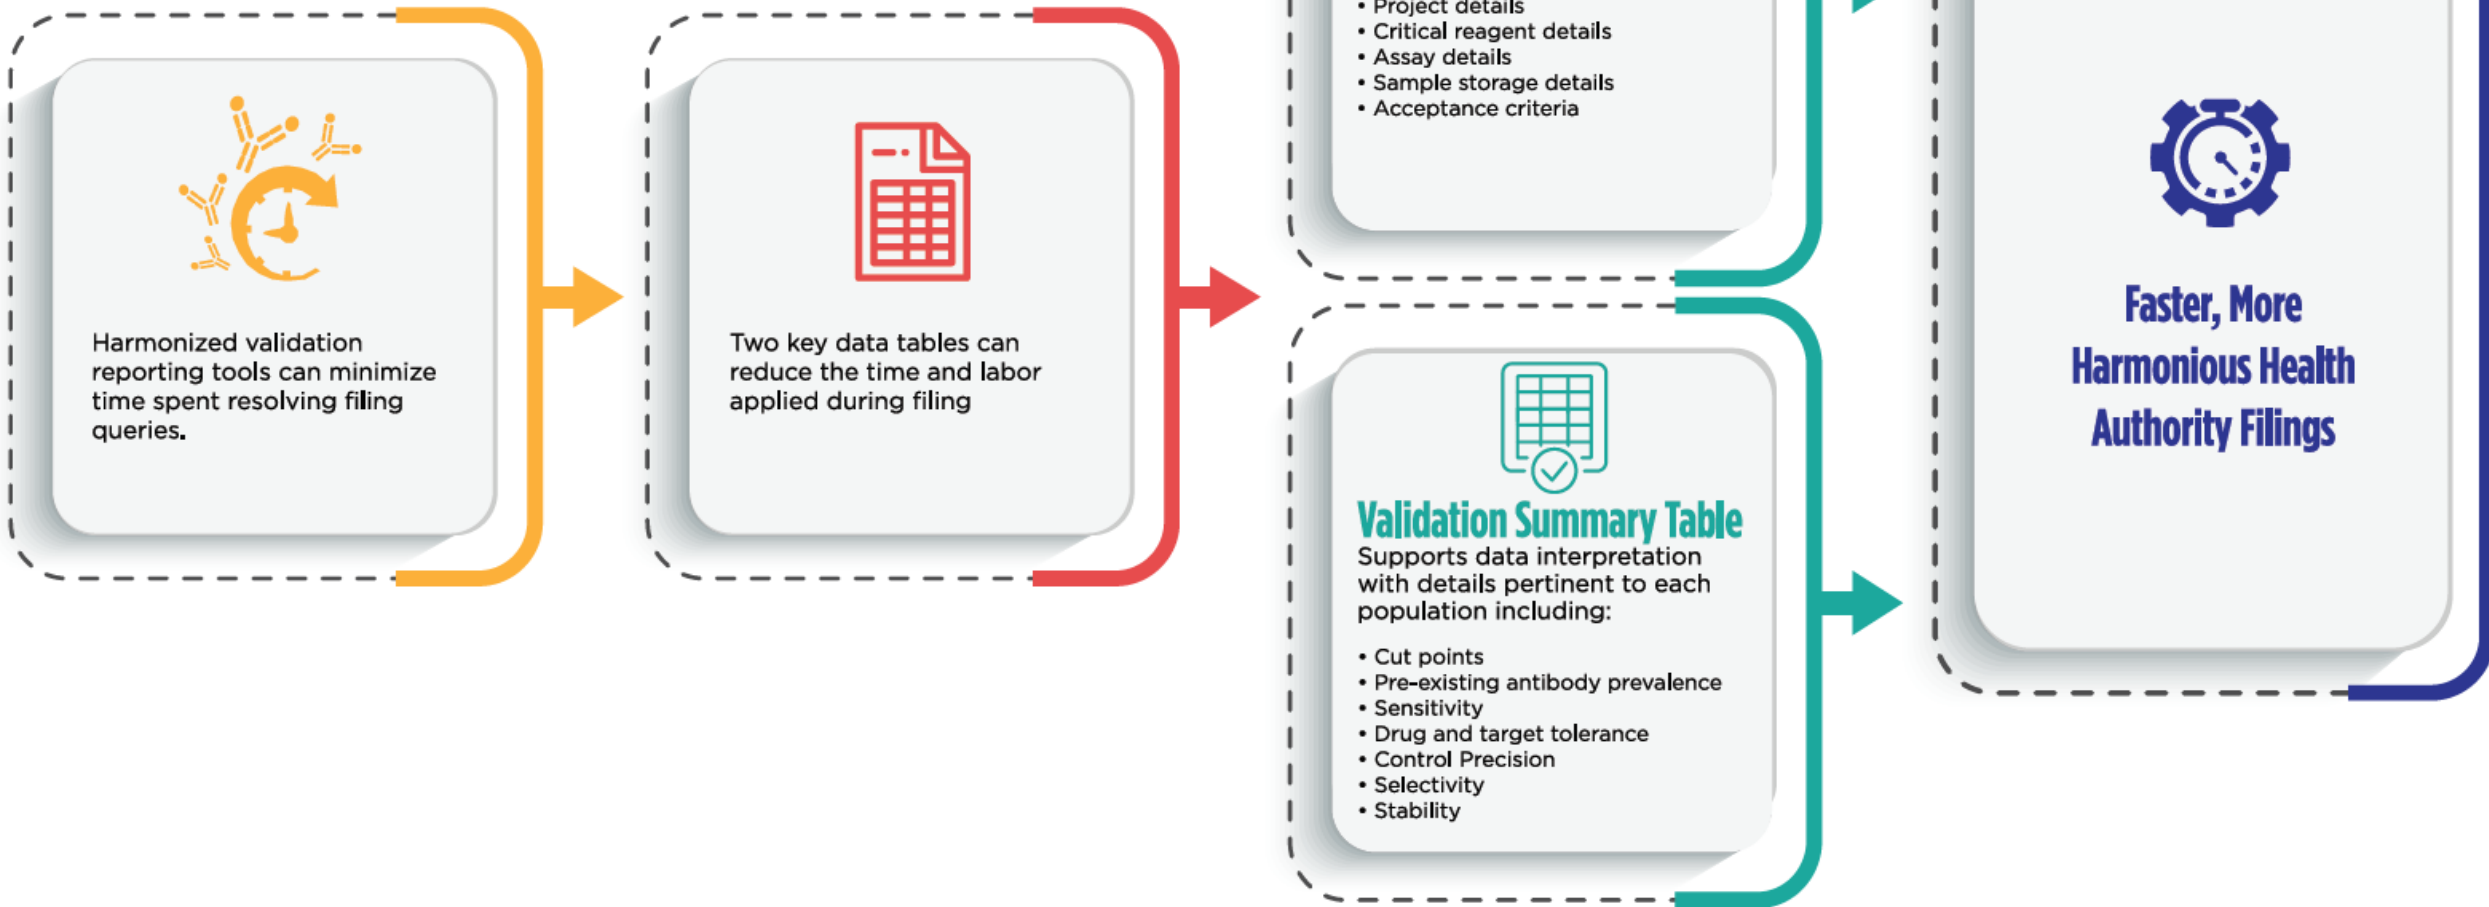 Harmonized validation
reporting tools can minimize
time spent resolving filing
queries.
Two key data tables can
reduce the time and labor
applied during filing
• Project details
• Critical reagent details
• Assay details
• Sample storage details
• Acceptance criteria
Validation Summary Table
Supports data interpretation
with details pertinent to each
population including:
• Cut points
• Pre-existing antibody prevalence
• Sensitivity
• Drug and target tolerance
• Control Precision
• Selectivity
• Stability
Faster, More
Harmonious Health
Authority Filings